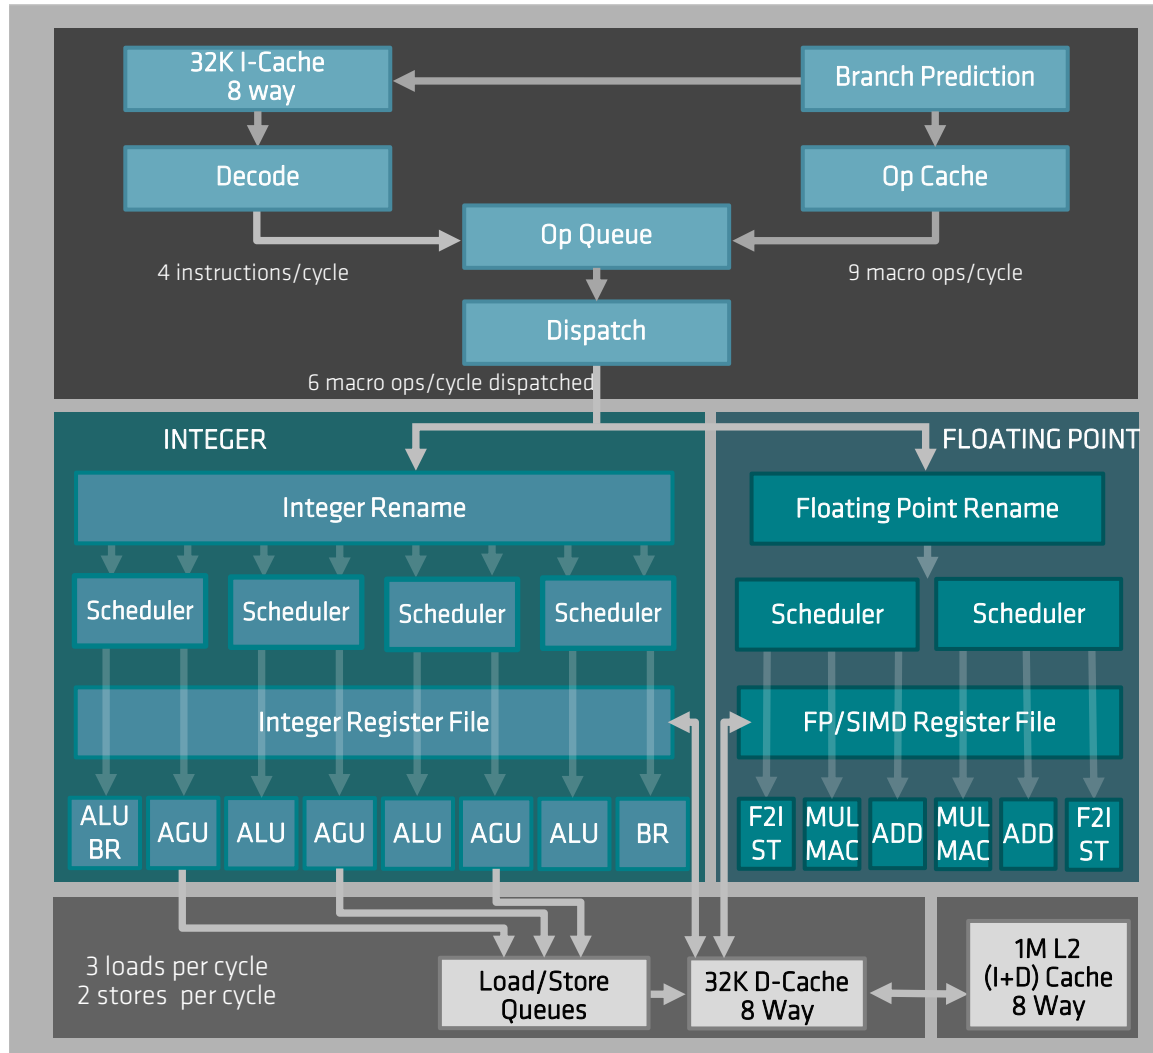 32K I-Cache
8 way
Branch Prediction
Decode
Op Cache
Op Queue
4 instructions/cycle
9 macro ops/cycle
Dispatch
6 macro ops/cycle dispatched
INTEGER
FLOATING POINT
Integer Rename
Floating Point Rename
Scheduler
Scheduler
Scheduler
Scheduler
Scheduler
Scheduler
Integer Register File
FP/SIMD Register File
ALU
BR
AGU
ALU
AGU
ALU
AGU
ALU
BR
F2I
ST
MUL
MAC
ADD
MUL
MAC
ADD
F2I
ST
3 loads per cycle
2 stores per cycle
Load/Store
Queues
32K D-Cache
8 Way
1M L2
(I+D) Cache
8 Way